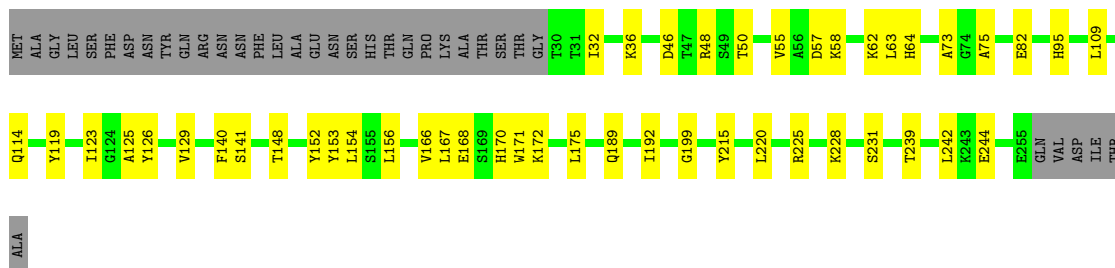 MET ALA GLY LEU SER PHE ASP ASN TYR GLN ARG ASN ASN PHE LEU ALA GLU ASN SER HIS THR GLN PRO LYS ALA THR SER THR GLY T30 T31 I32 K36 D46 T47 R48 S49 T50 V55 A56 D57 K58 K62 L63 H64 A73 G74 A75 E82 H95 L109
Q114 Y119 I123 G124 A125 Y126 V129 F140 S141 T148 Y152 Y153 L154 S155 L156 V166 L167 E168 S169 H170 W171 K172 L175 Q189 I192 G199 Y215 L220 R225 K228 S231 T239 L242 K243 E244 E255 GLN VAL ASP ILE THR
ALA